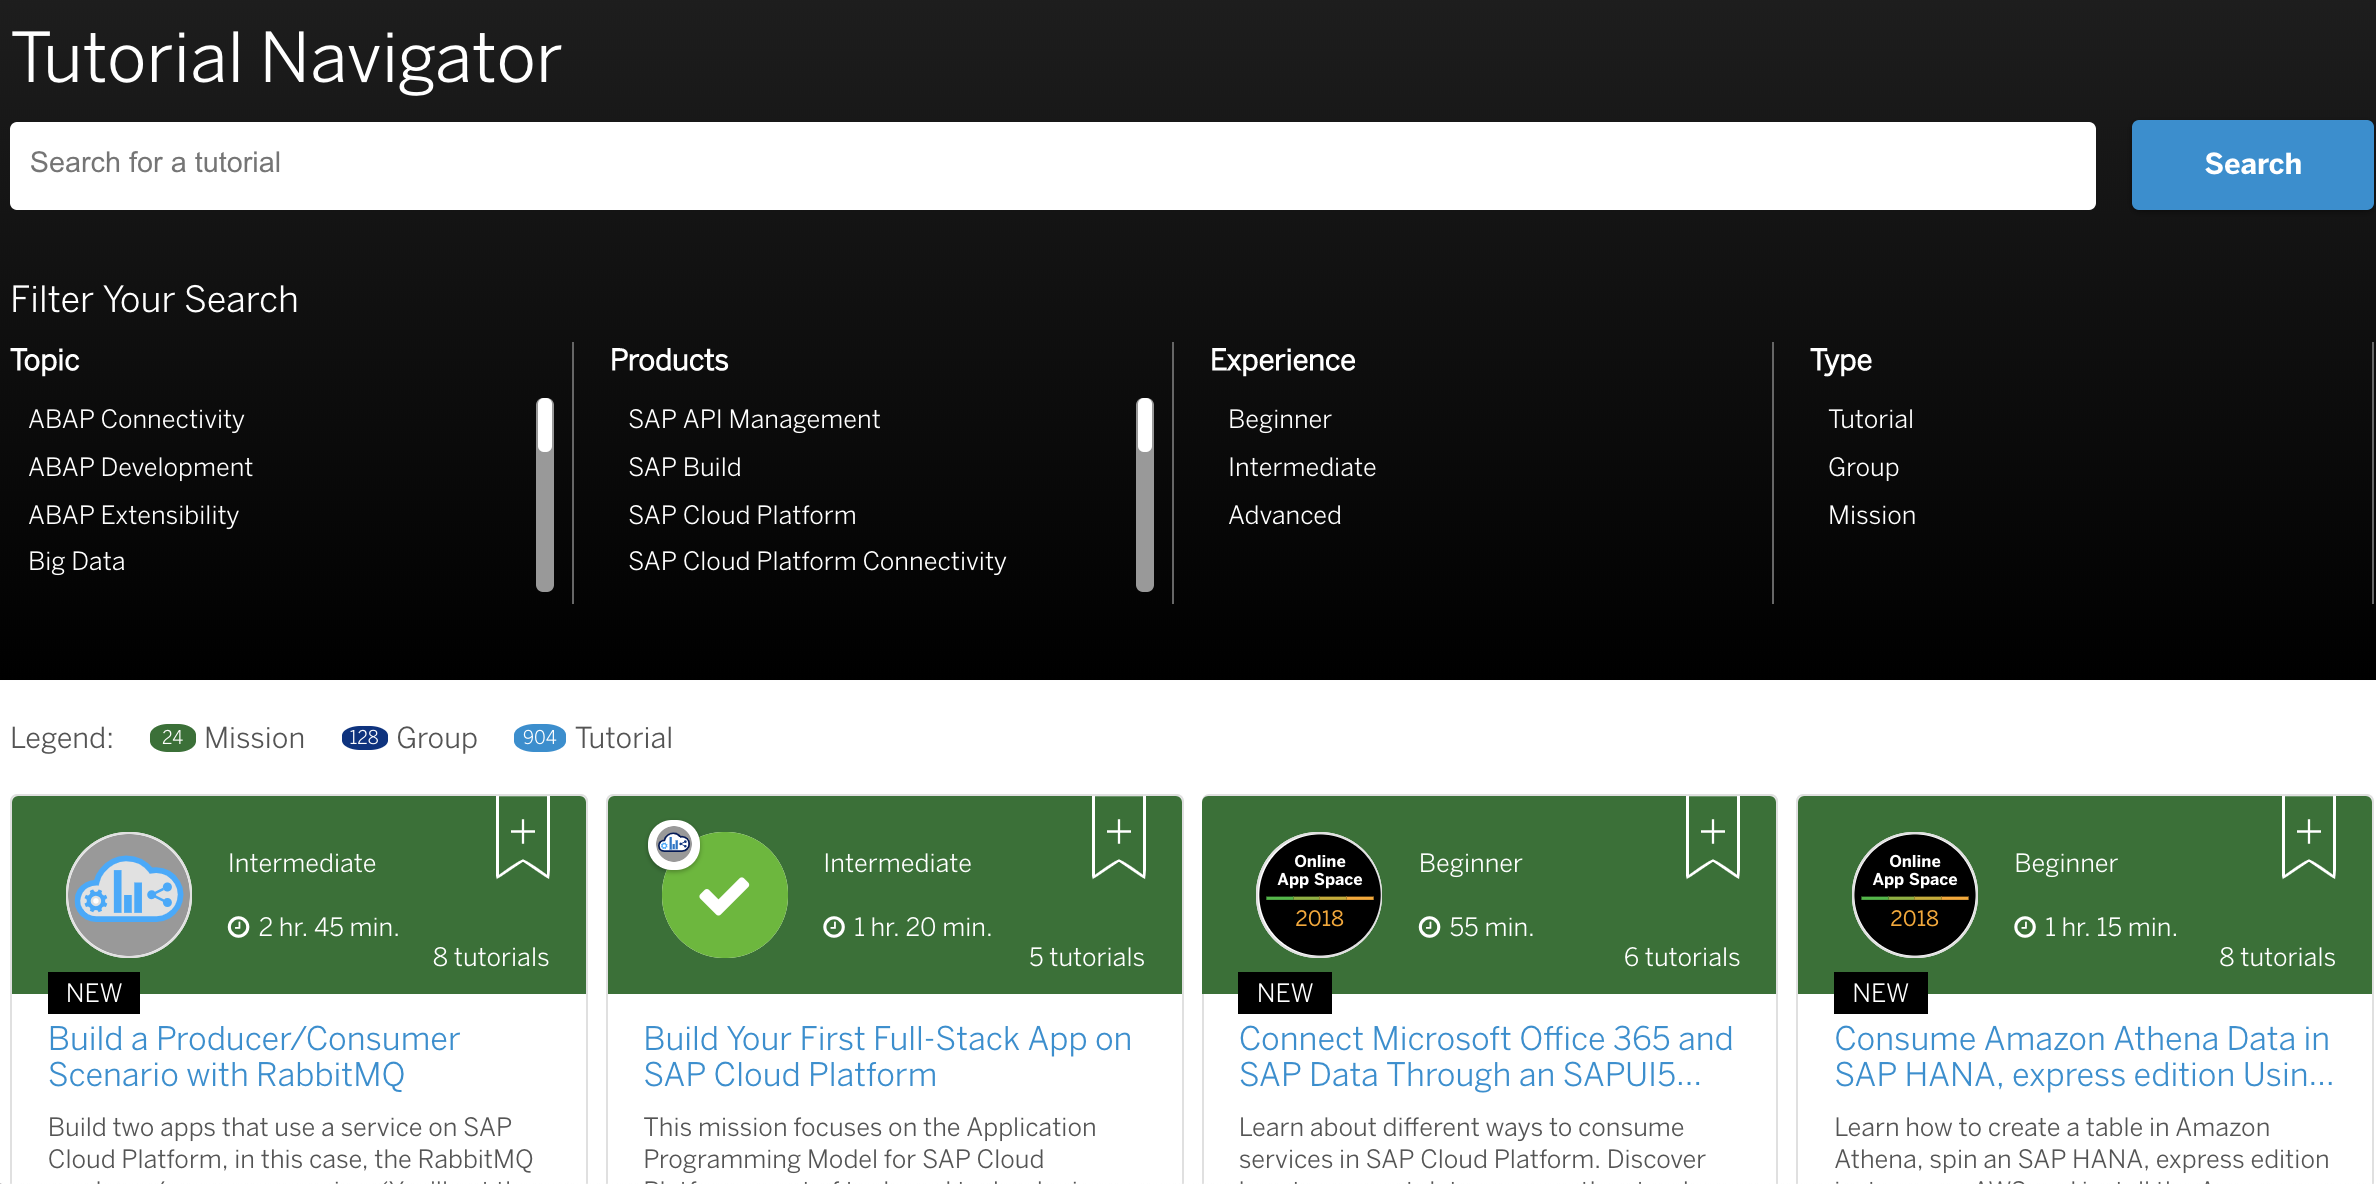 Tutorial Navigator
Search for a tutorial
Search
Filter Your Search
Topic
ABAP Connectivity
ABAP Development
ABAP Extensibility
Big Data
Products
SAP API Management
SAP Build
SAP Cloud Platform
SAP Cloud Platform Connectivity
Experience
Beginner
Intermediate
Advanced
Type
Tutorial
Group
Mission
Legend: 24 Mission 128 Group 904 Tutorial
Intermediate
2 hr. 45 min.
8 tutorials
NEW
Build a Producer/Consumer
Scenario with RabbitMQ
Build two apps that use a service on SAP
Cloud Platform, in this case, the RabbitMQ
Intermediate
1 hr. 20 min.
5 tutorials
Build Your First Full-Stack App on
SAP Cloud Platform
This mission focuses on the Application
Programming Model for SAP Cloud
Online
App Space
2018
Beginner
55 min.
6 tutorials
NEW
Connect Microsoft Office 365 and
SAP Data Through an SAPUI5...
Learn about different ways to consume
services in SAP Cloud Platform. Discover
Online
App Space
2018
Beginner
1 hr. 15 min.
8 tutorials
NEW
Consume Amazon Athena Data in
SAP HANA, express edition Usin...
Learn how to create a table in Amazon
Athena, spin an SAP HANA, express edition